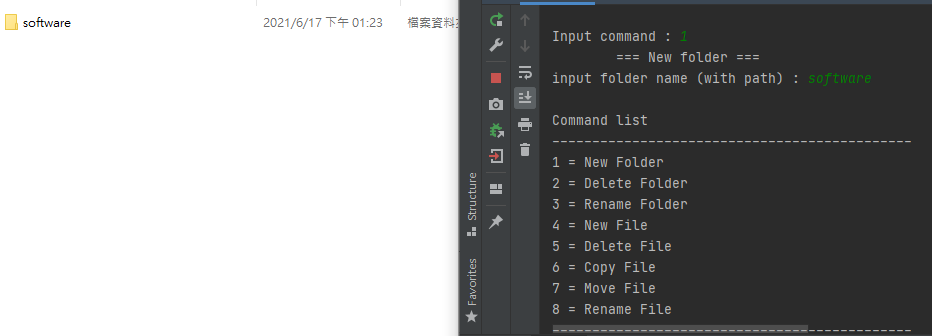 software 2021/6/17 下午 01:23 檔案資料
Structure
Favorites
Input command : 1
=== New folder ===
input folder name (with path) : software
Command list
---------------------------------------------
1 = New Folder
2 = Delete Folder
3 = Rename Folder
4 = New File
5 = Delete File
6 = Copy File
7 = Move File
8 = Rename File
---------------------------------------------